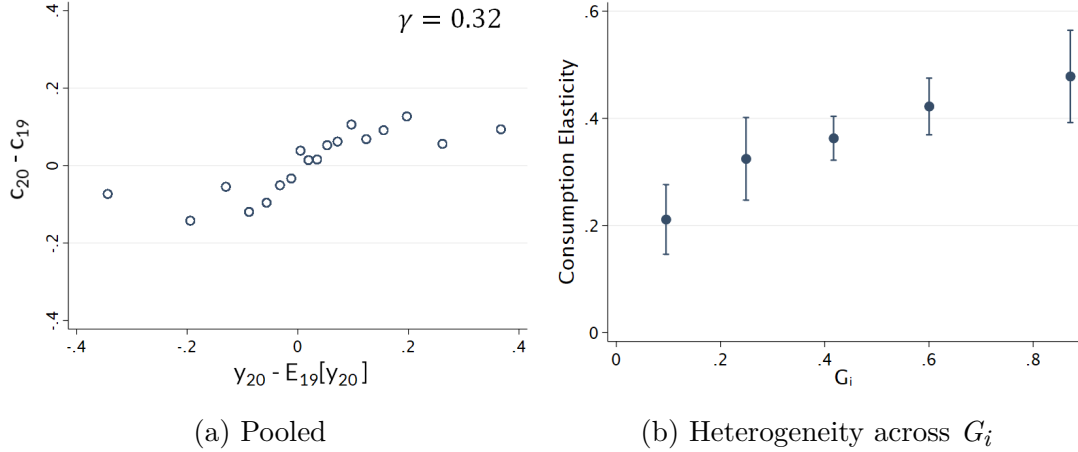 γ = 0.32
c20 - c19
.4
.2
0
-.2
-.4
-.4
-.2
0
.2
.4
y20 - E19[y20]
(a) Pooled
Consumption Elasticity
.6
.4
.2
0
0
.2
.4
.6
.8
Gi
(b) Heterogeneity across Gi